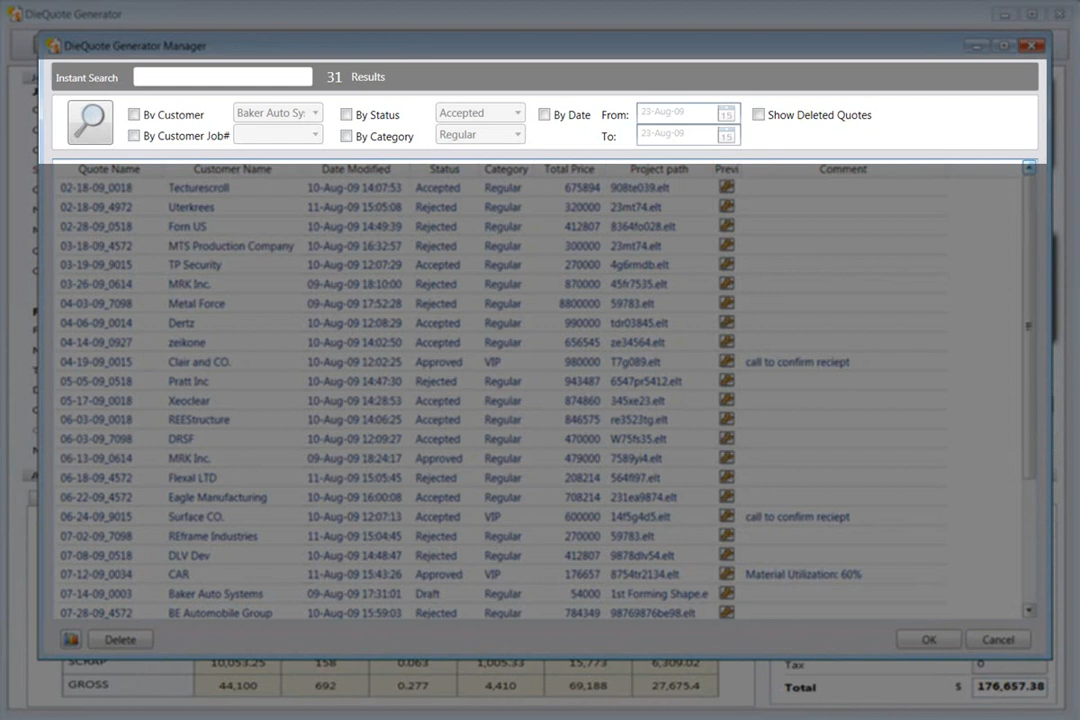 DieQuote Generator
DieQuote Generator Manager
Instant Search 31 Results
By Customer Baker Auto Sy: By Status Accepted By Date From: 23-Aug-09 15 Show Deleted Quotes
By Customer Job# By Category Regular To: 23-Aug-09 15
Quote Name Customer Name Date Modified Status Category Total Price Project path Previ Comment
02-18-09_0018 Tecturescroll 10-Aug-09 14:07:53 Accepted Regular 675894 908te039.elt
02-18-09_4972 Uterkrees 11-Aug-09 15:05:08 Rejected Regular 320000 23mt74.elt
02-28-09_0518 Forn US 10-Aug-09 14:49:39 Rejected Regular 412807 8364fo028.elt
03-18-09_4572 MTS Production Company 10-Aug-09 16:32:57 Rejected Regular 300000 23mt74.elt
03-19-09_9015 TP Security 10-Aug-09 12:07:29 Accepted Regular 270000 4g6rmdb.elt
03-26-09_0614 MRK Inc. 09-Aug-09 18:10:00 Rejected Regular 870000 45fr7535.elt
04-03-09_7098 Metal Force 09-Aug-09 17:52:28 Rejected Regular 8800000 59783.elt
04-06-09_0014 Dertz 10-Aug-09 12:08:29 Accepted Regular 990000 tdr03845.elt
04-14-09_0927 zeikone 10-Aug-09 14:02:50 Accepted Regular 656545 ze34564.elt
04-19-09_0015 Clair and CO. 10-Aug-09 12:02:25 Approved VIP 980000 T7g089.elt call to confirm reciept
05-05-09_0518 Pratt Inc 10-Aug-09 14:47:30 Rejected Regular 943487 6547pr5412.elt
05-17-09_0018 Xeoclear 10-Aug-09 14:28:53 Accepted Regular 874860 345xe23.elt
06-03-09_0018 REEStructure 10-Aug-09 14:06:25 Accepted Regular 846575 re3523tg.elt
06-03-09_7098 DRSF 10-Aug-09 12:09:27 Accepted Regular 470000 W75fs35.elt
06-13-09_0614 MRK Inc. 09-Aug-09 18:24:17 Approved Regular 479000 7589yi4.elt
06-18-09_4572 Flexal LTD 11-Aug-09 15:05:45 Rejected Regular 208214 564fl97.elt
06-22-09_4572 Eagle Manufacturing 10-Aug-09 16:00:08 Accepted Regular 708214 231ea9874.elt
06-24-09_9015 Surface CO. 10-Aug-09 12:07:13 Accepted VIP 600000 14f5g4d5.elt call to confirm reciept
07-02-09_7098 REframe Industries 11-Aug-09 15:04:45 Rejected Regular 270000 59783.elt
07-08-09_0518 DLV Dev 10-Aug-09 14:48:47 Rejected Regular 412807 9878dlv54.elt
07-12-09_0034 CAR 11-Aug-09 15:43:26 Approved VIP 176657 8754tr2134.elt Material Utilization: 60%
07-14-09_0003 Baker Auto Systems 09-Aug-09 17:31:01 Draft Regular 54000 1st Forming Shape.e
07-28-09_4572 BE Automobile Group 10-Aug-09 15:59:03 Rejected Regular 784349 98769876be98.elt
Delete OK Cancel
SCRAP 10,053.25 158 0.063 1,005.33 15,773 6,309.02 Tax 0
GROSS 44,100 692 0.277 4,410 69,188 27,675.4 Total $ 176,657.38